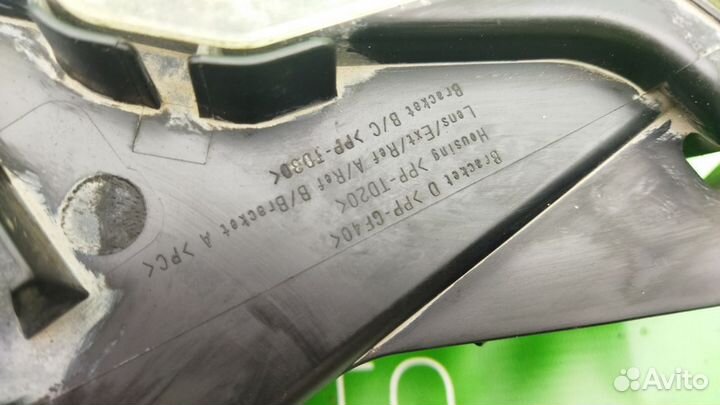 Bracket D >PP-GF40<
Housing >PP-TD20<
Lens/Ext/Ref A/Ref B/Bracket A >PC<
Bracket B/C >PP-TD30<
Avito